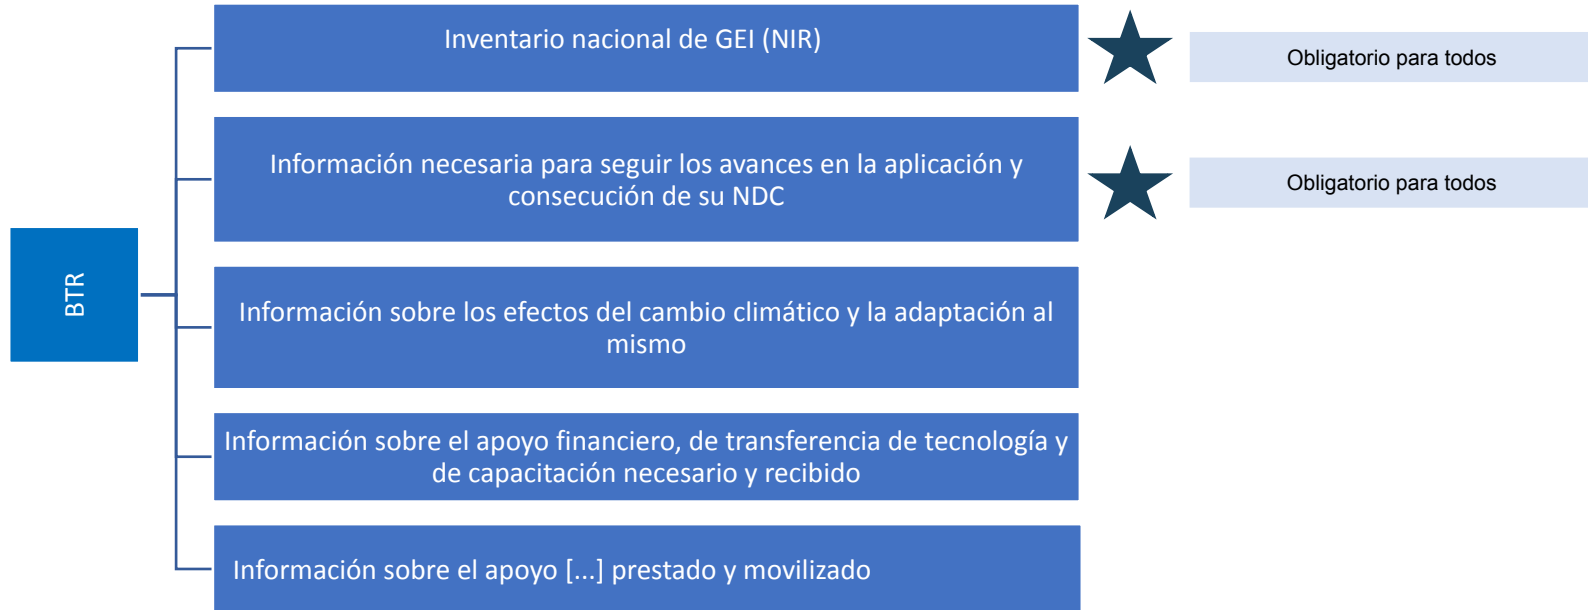 Inventario nacional de GEI (NIR)
Obligatorio para todos
Información necesaria para seguir los avances en la aplicación y
consecución de su NDC
Obligatorio para todos
BTR
Información sobre los efectos del cambio climático y la adaptación al
mismo
Información sobre el apoyo financiero, de transferencia de tecnología y
de capacitación necesario y recibido
Información sobre el apoyo [...] prestado y movilizado